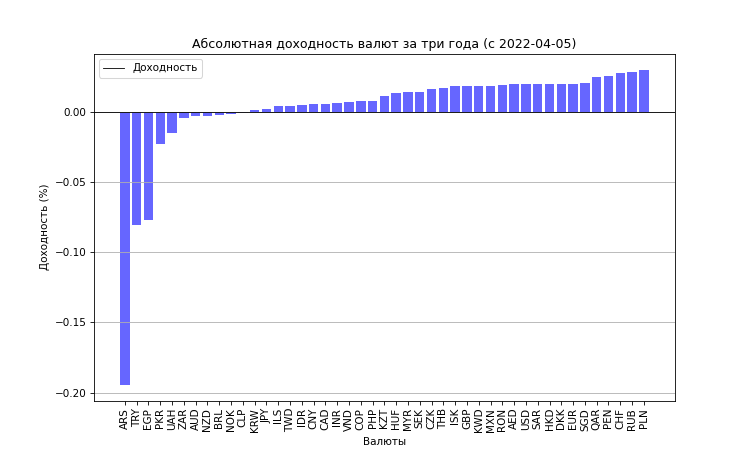 Абсолютная доходность валют за три года (с 2022-04-05)
Доходность
0.00
−0.05
−0.10
−0.15
−0.20
Доходность (%)
ARS
TRY
EGP
PKR
UAH
ZAR
AUD
NZD
BRL
NOK
CLP
KRW
JPY
ILS
TWD
IDR
CNY
CAD
INR
VND
COP
PHP
KZT
HUF
MYR
SEK
CZK
THB
ISK
GBP
KWD
MXN
RON
AED
USD
SAR
HKD
DKK
EUR
SGD
QAR
PEN
CHF
RUB
PLN
Валюты